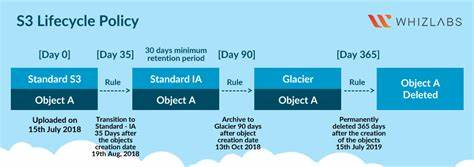 S3 Lifecycle Policy
WHIZLABS
[Day 0]
[Day 35]
30 days minimum
retention period
[Day 90]
[Day 365]
Standard S3
Object A
Rule
Standard IA
Object A
Rule
Glacier
Object A
Rule
Object A
Deleted
Uploaded on
15th July 2018
Transition to
Standard - IA
35 Days after
the objects
creation date
19th Aug, 2018
Archive to
Glacier 90 days
after object
creation date
13th Oct 2018
Permanently
deleted 365 days
after the creation
of the objects
15th July 2019